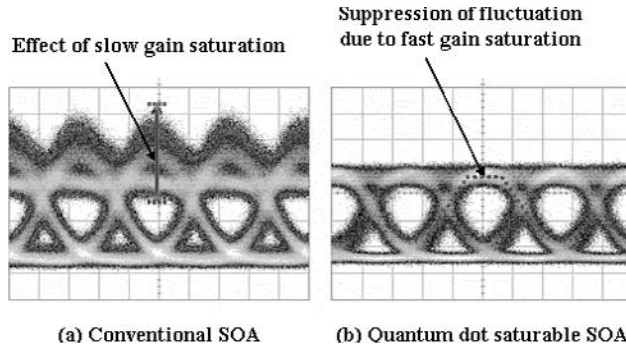 Suppression of fluctuation
due to fast gain saturation
Effect of slow gain saturation
(a) Conventional SOA
(b) Quantum dot saturable SOA